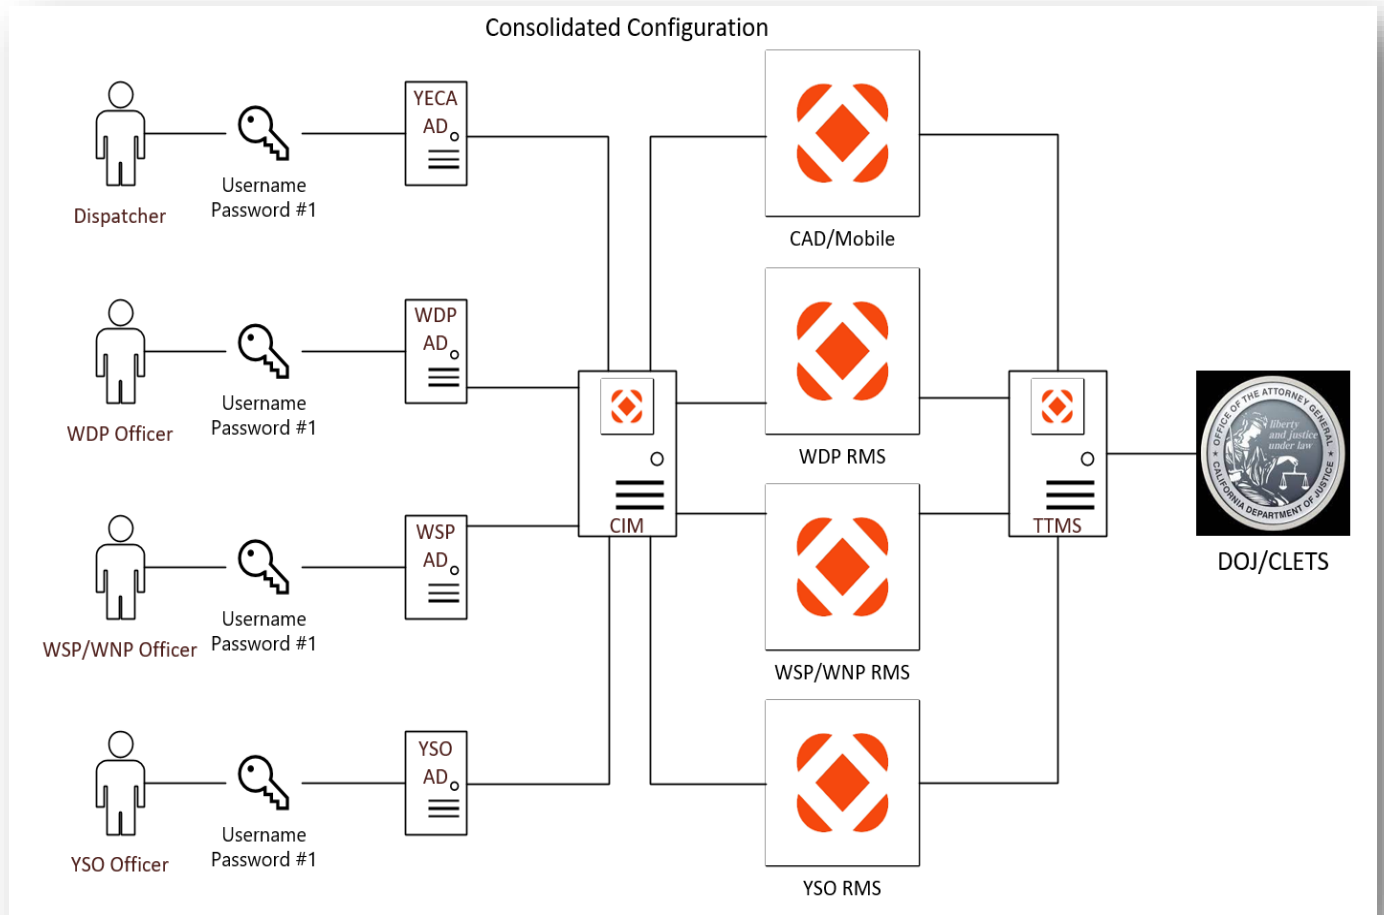 Consolidated Configuration
YECA
AD
Username
Password #1
Dispatcher
CAD/Mobile
WDP
AD
Username
Password #1
WDP Officer
WDP RMS
CIM
TTMS
OFFICE OF THE ATTORNEY GENERAL
liberty
and justice
under law
CALIFORNIA DEPARTMENT OF JUSTICE
DOJ/CLETS
WSP
AD
Username
Password #1
WSP/WNP Officer
WSP/WNP RMS
YSO
AD
Username
Password #1
YSO Officer
YSO RMS